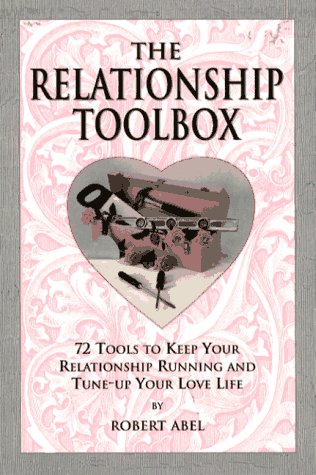 THE
RELATIONSHIP
TOOLBOX
72 TOOLS TO KEEP YOUR
RELATIONSHIP RUNNING AND
TUNE-UP YOUR LOVE LIFE
BY
ROBERT ABEL